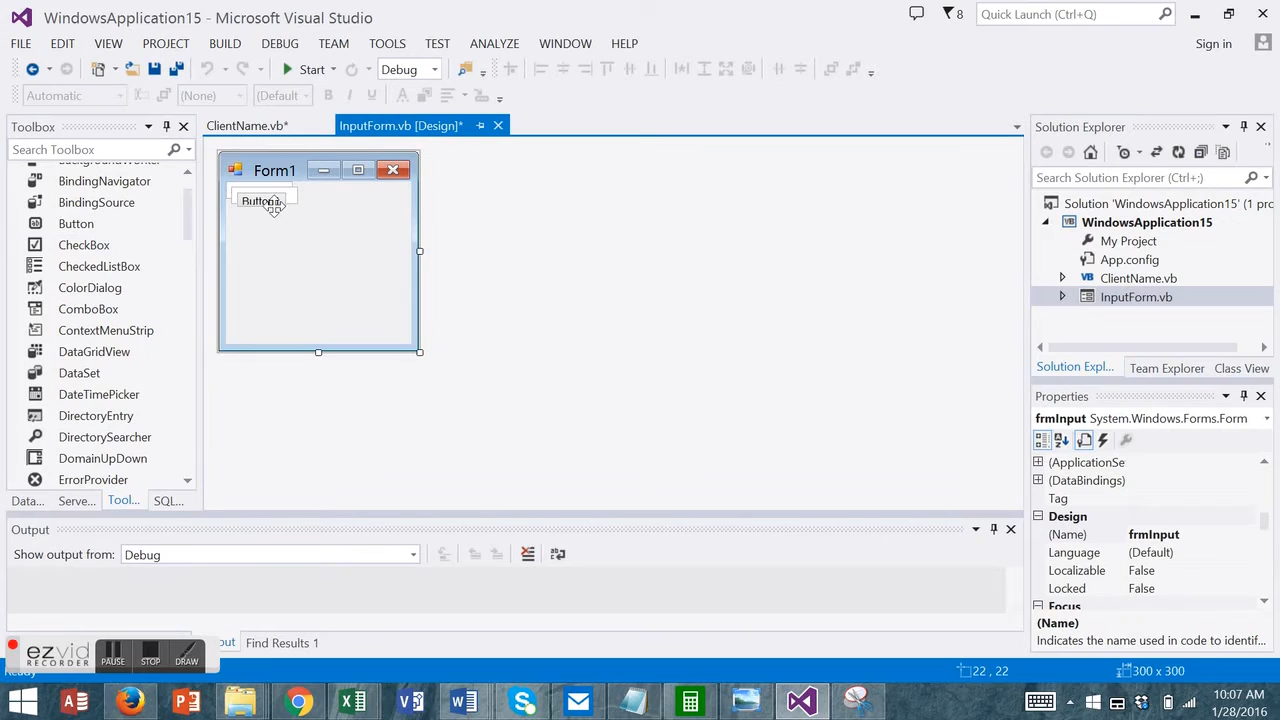 WindowsApplication15 - Microsoft Visual Studio
8
Quick Launch (Ctrl+Q)
FILE EDIT VIEW PROJECT BUILD DEBUG TEAM TOOLS TEST ANALYZE WINDOW HELP
Sign in
Start
Debug
Automatic
(None)
(Default
B I U A
Toolbox
Search Toolbox
BackgroundWorker
BindingNavigator
BindingSource
Button
CheckBox
CheckedListBox
ColorDialog
ComboBox
ContextMenuStrip
DataGridView
DataSet
DateTimePicker
DirectoryEntry
DirectorySearcher
DomainUpDown
ErrorProvider
Data... Serve... Tool... SQL...
ClientName.vb*
InputForm.vb [Design]*
Form1
Button1
Solution Explorer
Search Solution Explorer (Ctrl+;)
Solution 'WindowsApplication15' (1 pro
VB WindowsApplication15
My Project
App.config
VB ClientName.vb
InputForm.vb
Solution Expl... Team Explorer Class View
Properties
frmInput System.Windows.Forms.Form
(ApplicationSe
(DataBindings)
Tag
Design
(Name) frmInput
Language (Default)
Localizable False
Locked False
Focus
(Name)
Indicates the name used in code to identif...
Output
Show output from:
Debug
Find Results 1
ezvid
RECORDER
PAUSE
STOP
DRAW
Ready
22 , 22
300 x 300
10:07 AM
1/28/2016